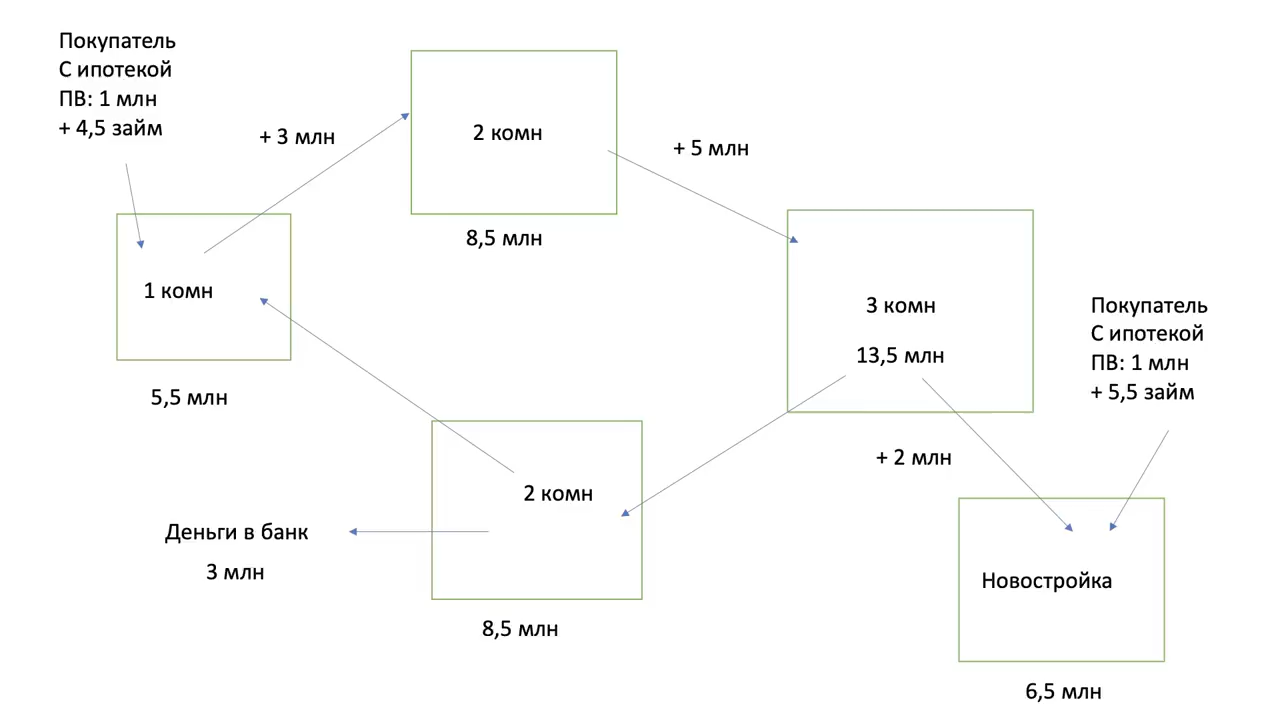 Покупатель
С ипотекой
ПВ: 1 млн
+ 4,5 займ
+ 3 млн
2 комн
8,5 млн
+ 5 млн
1 комн
5,5 млн
3 комн
13,5 млн
Покупатель
С ипотекой
ПВ: 1 млн
+ 5,5 займ
+ 2 млн
2 комн
8,5 млн
Деньги в банк
3 млн
Новостройка
6,5 млн